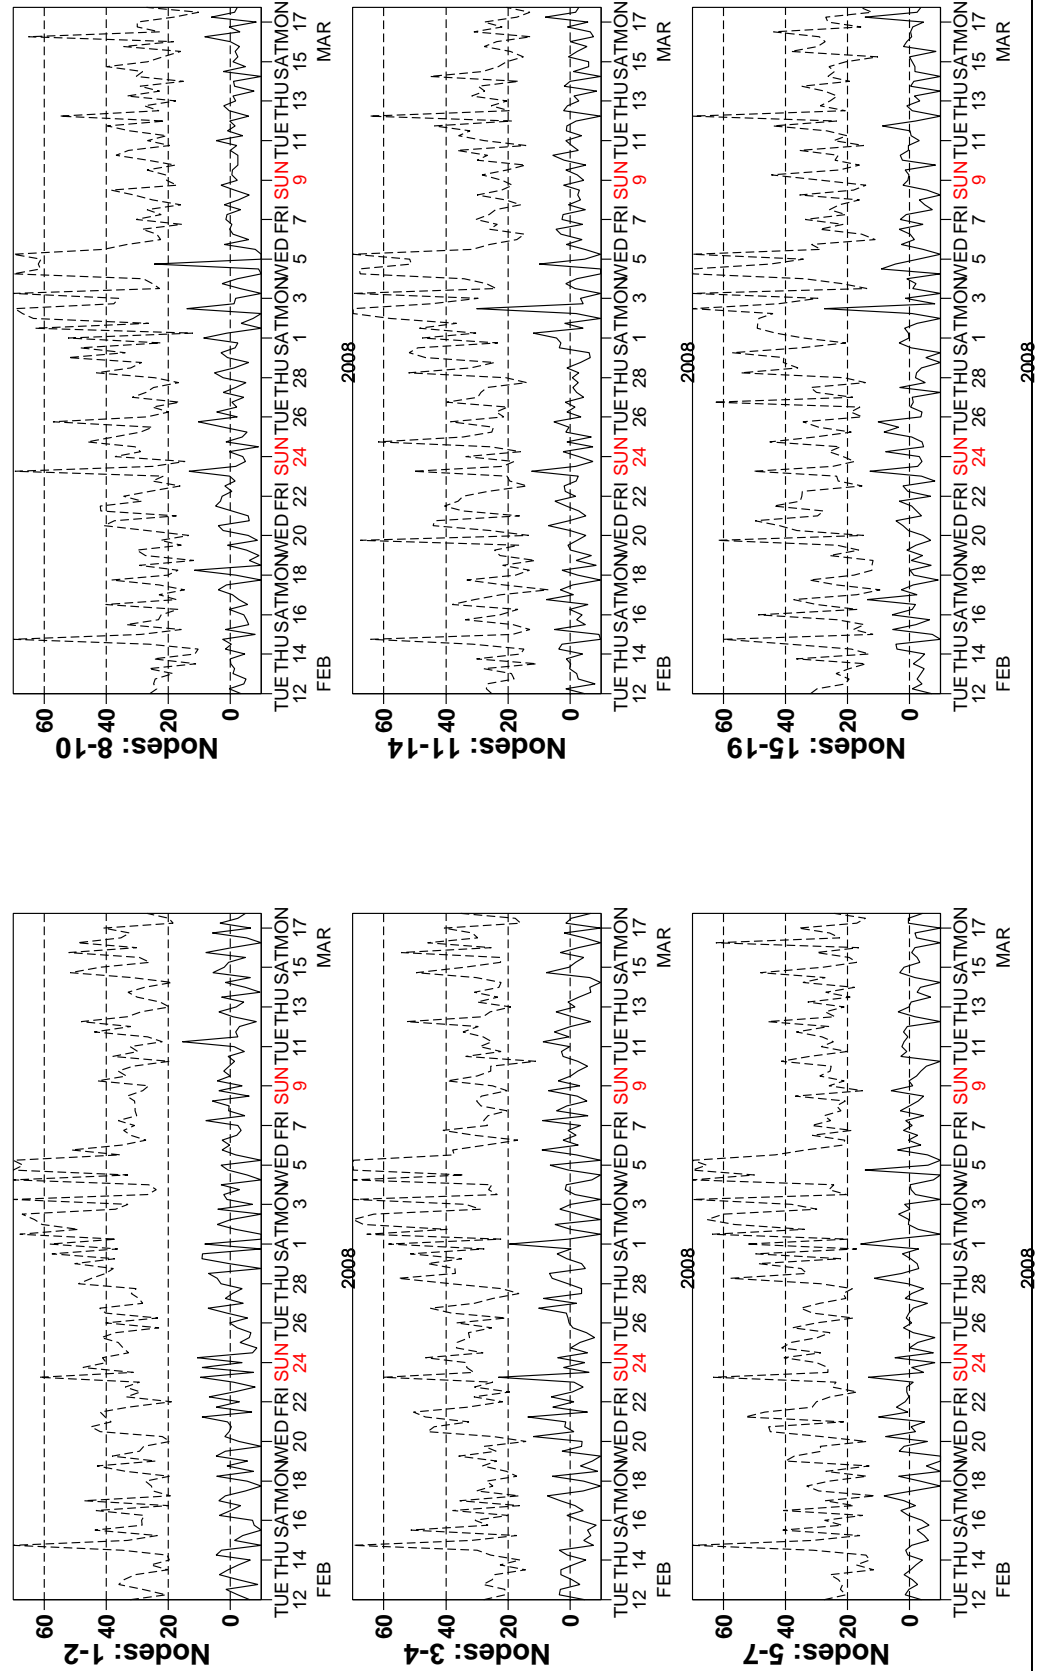 Nodes: 1-2
60
40
20
0
TUE THU SAT MON WED FRI SUN TUE THU SAT MON WED FRI SUN TUE THU SAT MON
12 14 16 18 20 22 24 26 28 1 3 5 7 9 11 13 15 17
FEB MAR
2008
Nodes: 3-4
60
40
20
0
TUE THU SAT MON WED FRI SUN TUE THU SAT MON WED FRI SUN TUE THU SAT MON
12 14 16 18 20 22 24 26 28 1 3 5 7 9 11 13 15 17
FEB MAR
2008
Nodes: 5-7
60
40
20
0
TUE THU SAT MON WED FRI SUN TUE THU SAT MON WED FRI SUN TUE THU SAT MON
12 14 16 18 20 22 24 26 28 1 3 5 7 9 11 13 15 17
FEB MAR
2008
Nodes: 8-10
60
40
20
0
TUE THU SAT MON WED FRI SUN TUE THU SAT MON WED FRI SUN TUE THU SAT MON
12 14 16 18 20 22 24 26 28 1 3 5 7 9 11 13 15 17
FEB MAR
2008
Nodes: 11-14
60
40
20
0
TUE THU SAT MON WED FRI SUN TUE THU SAT MON WED FRI SUN TUE THU SAT MON
12 14 16 18 20 22 24 26 28 1 3 5 7 9 11 13 15 17
FEB MAR
2008
Nodes: 15-19
60
40
20
0
TUE THU SAT MON WED FRI SUN TUE THU SAT MON WED FRI SUN TUE THU SAT MON
12 14 16 18 20 22 24 26 28 1 3 5 7 9 11 13 15 17
FEB MAR
2008